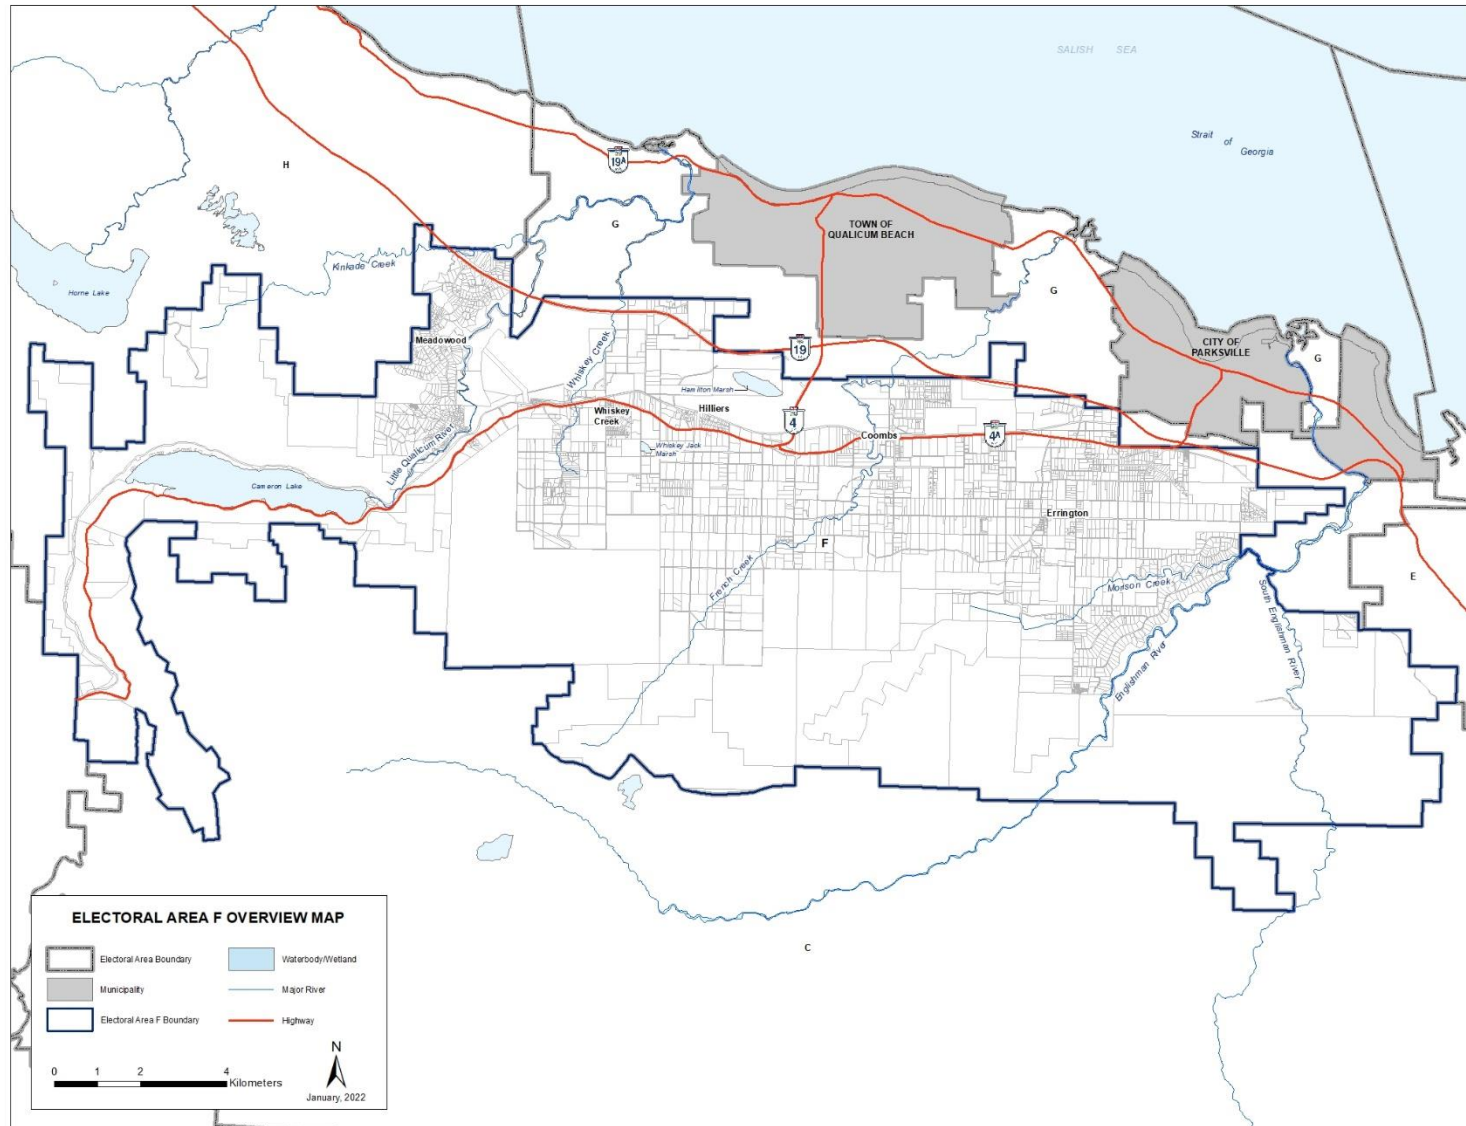 SALISH SEA
Strait
of
Georgia
H
19A
G
TOWN OF
QUALICUM BEACH
Kinkade Creek
Horne Lake
G
Meadowood
Whiskey Creek
19
CITY OF
PARKSVILLE
G
Hamilton Marsh
Whiskey
Creek
Hilliers
4
Coombs
4A
Whiskey Jack
Marsh
Little Qualicum River
Cameron Lake
Errington
F
French Creek
Morison Creek
E
South Englishman River
Englishman River
C
ELECTORAL AREA F OVERVIEW MAP
Electoral Area Boundary
Waterbody/Wetland
Municipality
Major River
Electoral Area F Boundary
Highway
N
0 1 2 4
Kilometers
January, 2022